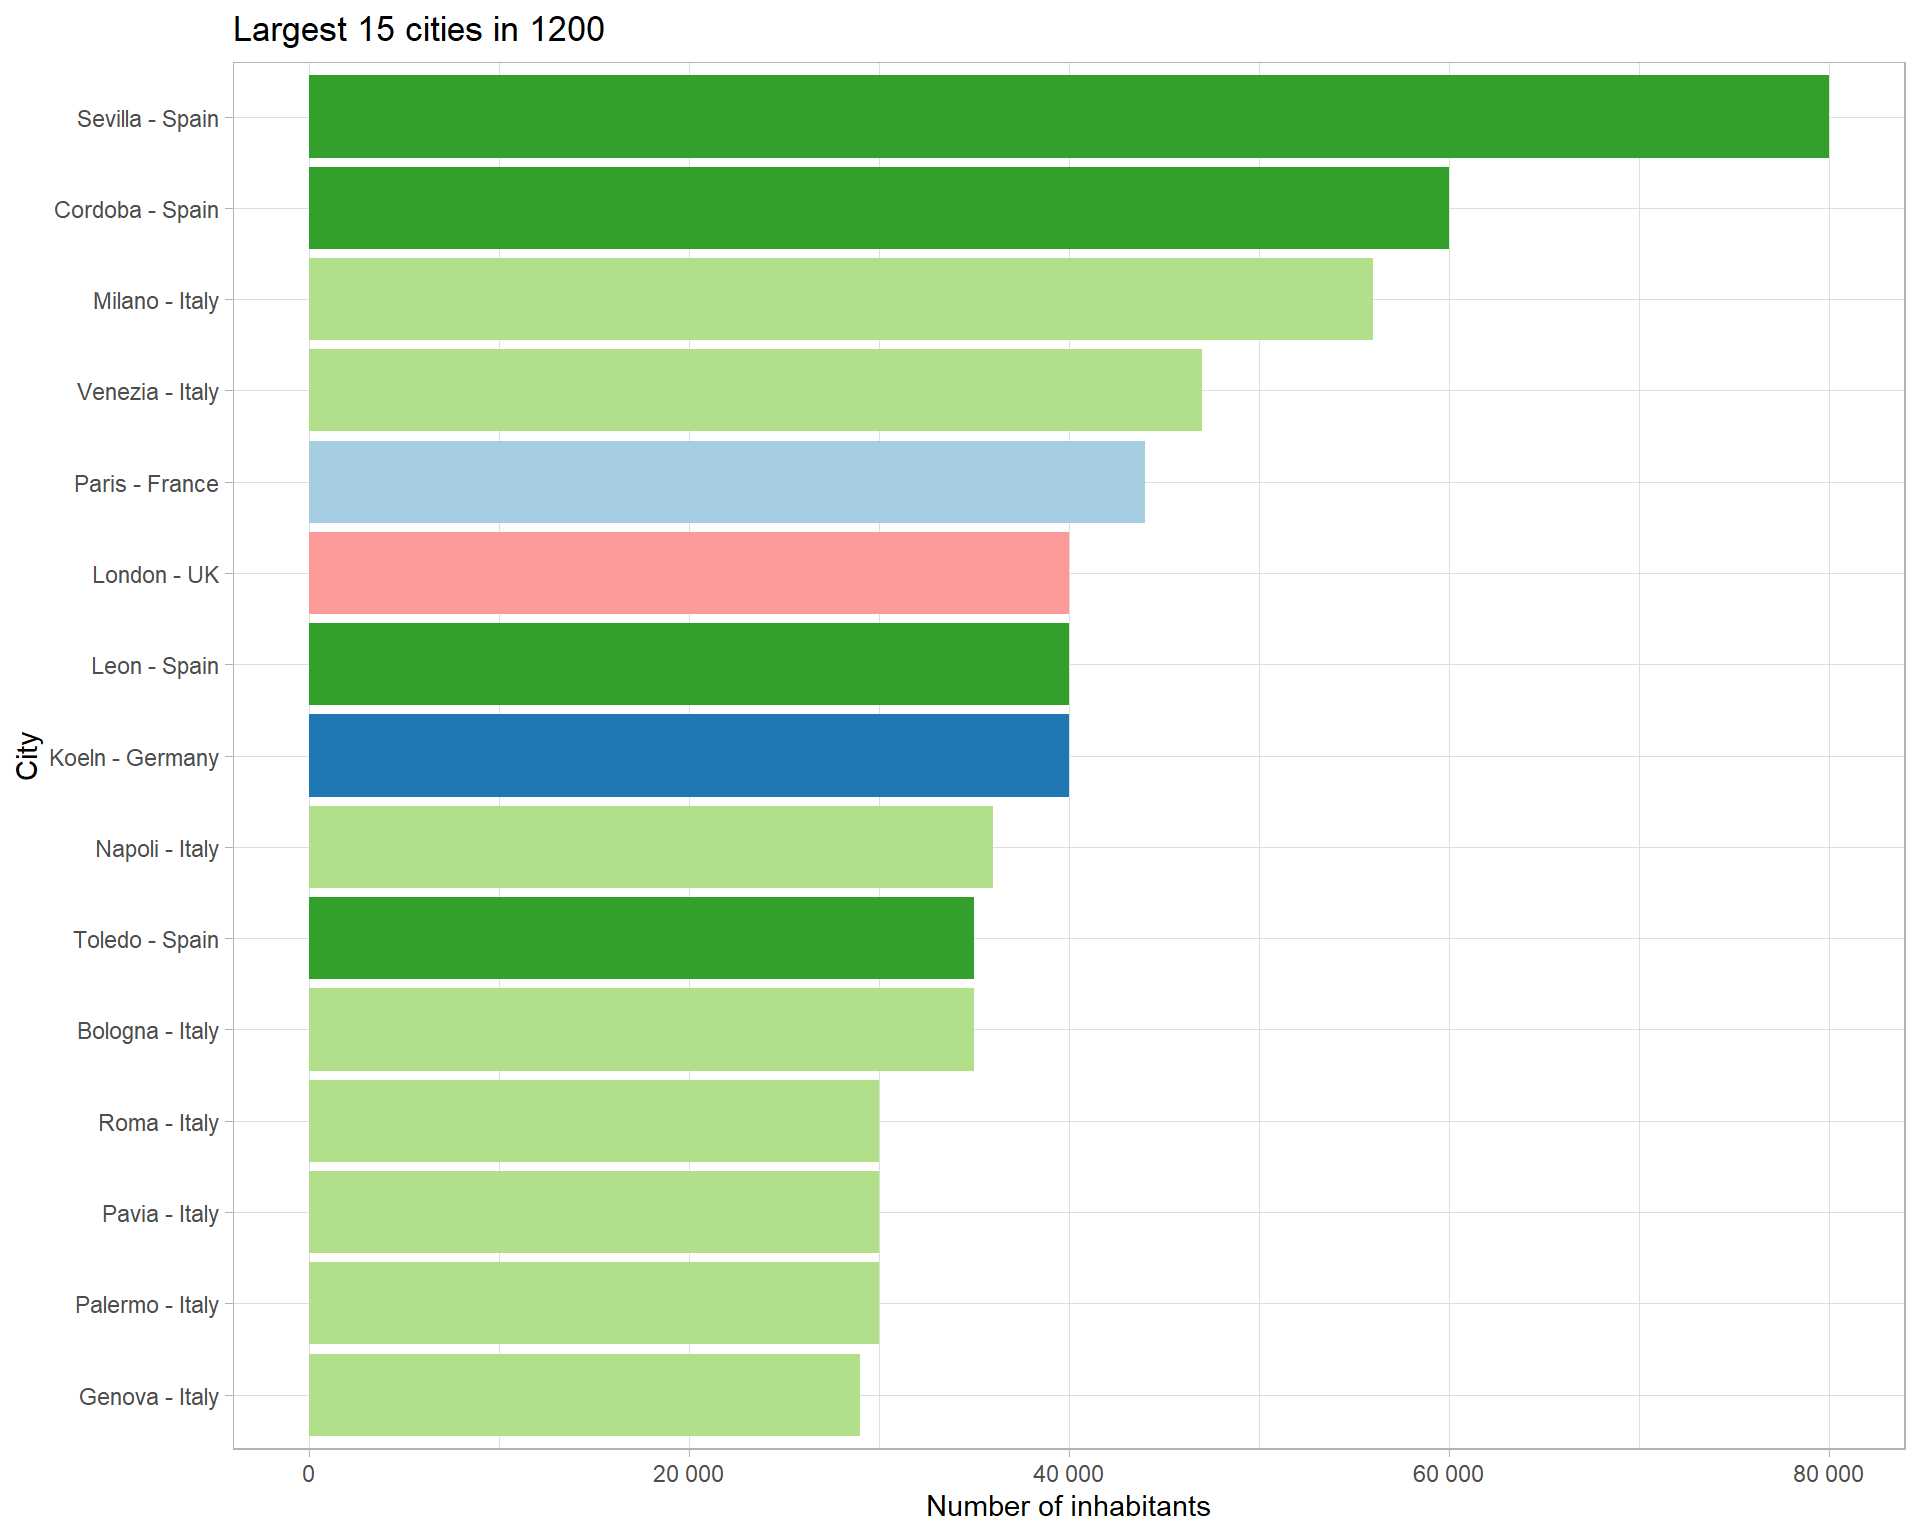 Largest 15 cities in 1200
Sevilla - Spain
Cordoba - Spain
Milano - Italy
Venezia - Italy
Paris - France
London - UK
Leon - Spain
Koeln - Germany
Napoli - Italy
Toledo - Spain
Bologna - Italy
Roma - Italy
Pavia - Italy
Palermo - Italy
Genova - Italy
City
0 20 000 40 000 60 000 80 000
Number of inhabitants